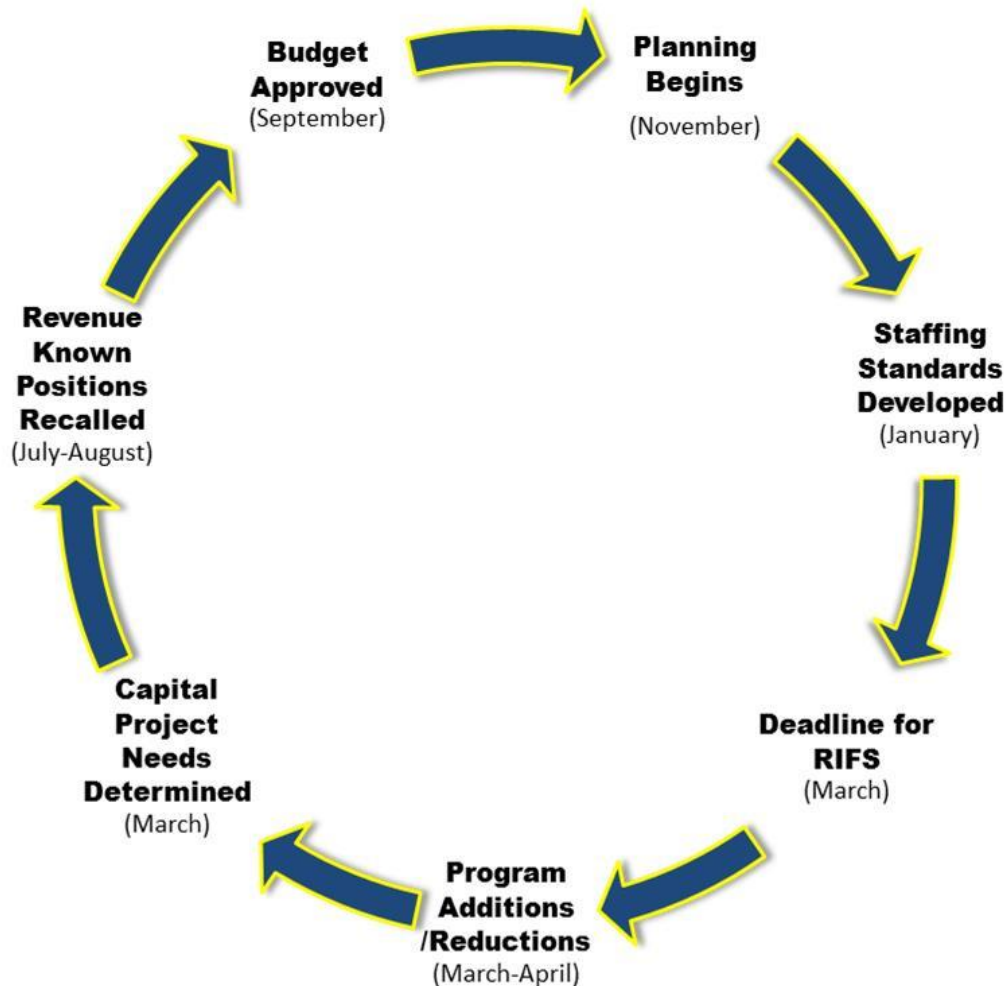 Budget
Approved
(September)
Planning
Begins
(November)
Staffing
Standards
Developed
(January)
Deadline for
RIFS
(March)
Program
Additions
/Reductions
(March-April)
Capital
Project
Needs
Determined
(March)
Revenue
Known
Positions
Recalled
(July-August)